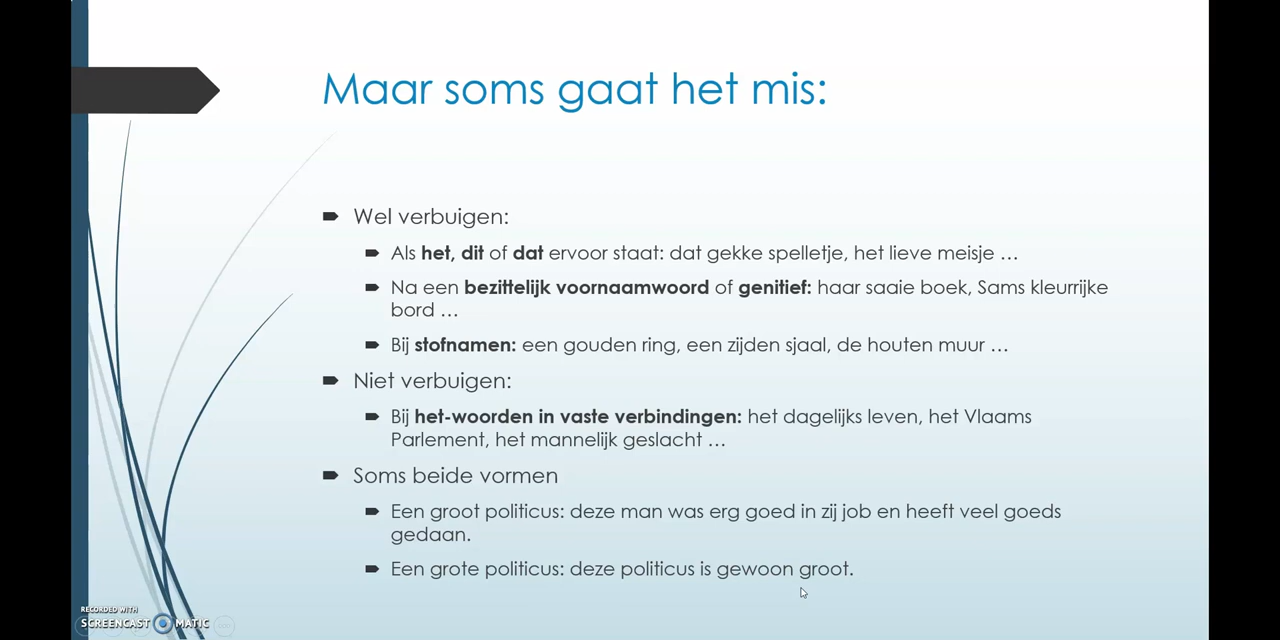 Maar soms gaat het mis:
Wel verbuigen:
Als het, dit of dat ervoor staat: dat gekke spelletje, het lieve meisje …
Na een bezittelijk voornaamwoord of genitief: haar saaie boek, Sams kleurrijke
bord …
Bij stofnamen: een gouden ring, een zijden sjaal, de houten muur …
Niet verbuigen:
Bij het-woorden in vaste verbindingen: het dagelijks leven, het Vlaams
Parlement, het mannelijk geslacht …
Soms beide vormen
Een groot politicus: deze man was erg goed in zij job en heeft veel goeds
gedaan.
Een grote politicus: deze politicus is gewoon groot.
RECORDED WITH
SCREENCAST MATIC